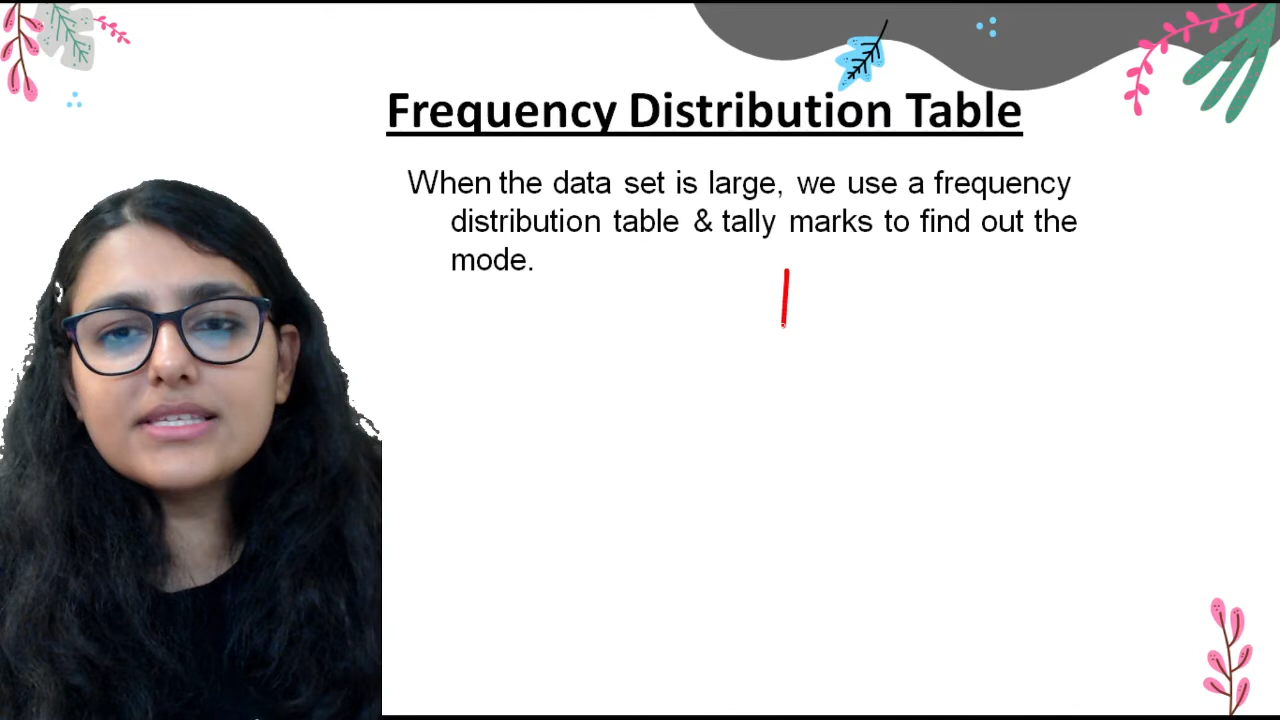 Frequency Distribution Table
When the data set is large, we use a frequency
distribution table & tally marks to find out the
mode.